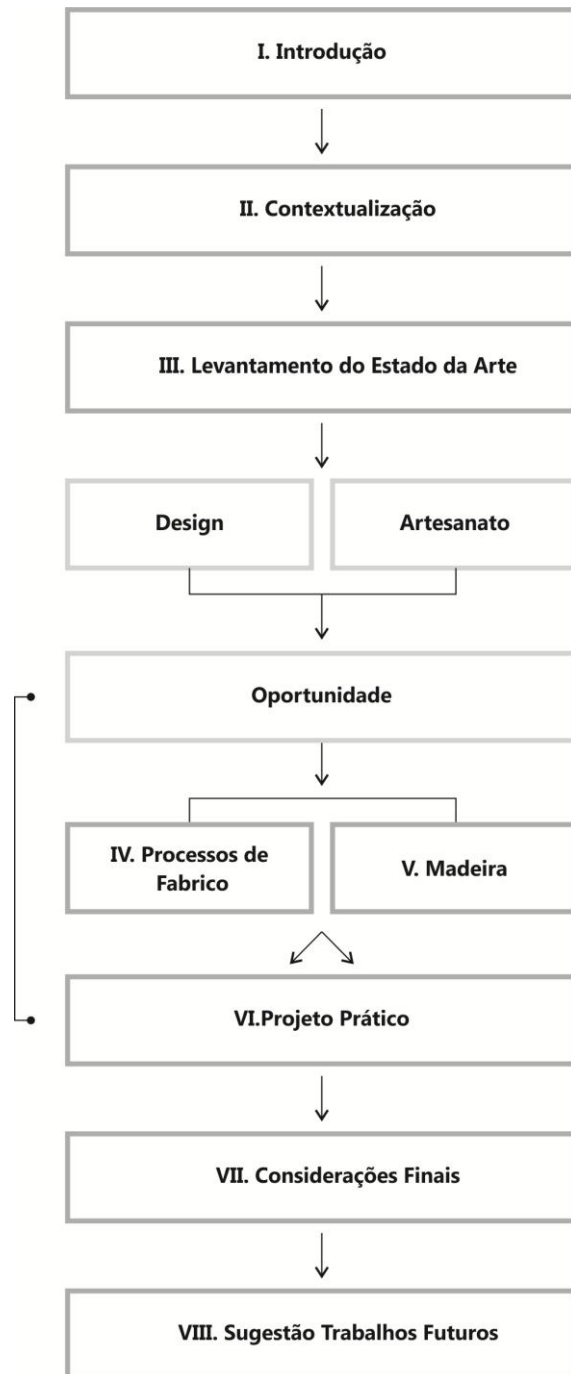 I. Introdução
II. Contextualização
III. Levantamento do Estado da Arte
Design
Artesanato
Oportunidade
IV. Processos de
Fabrico
V. Madeira
VI.Projeto Prático
VII. Considerações Finais
VIII. Sugestão Trabalhos Futuros